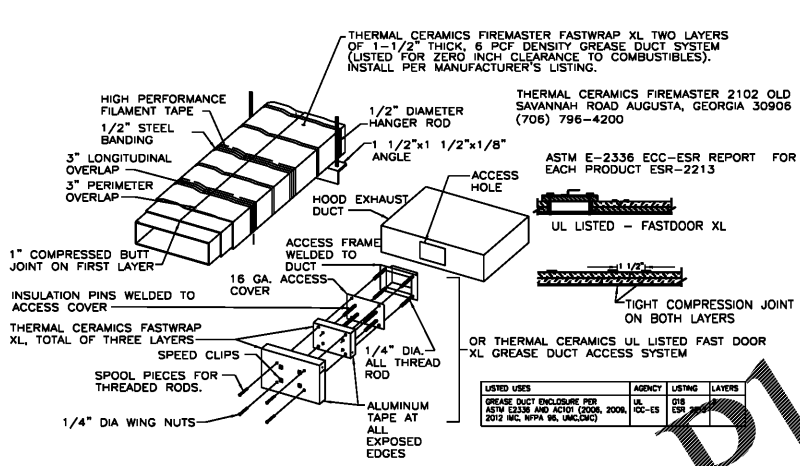 THERMAL CERAMICS FIREMASTER FASTWRAP XL TWO LAYERS
OF 1-1/2" THICK, 6 PCF DENSITY GREASE DUCT SYSTEM
(LISTED FOR ZERO INCH CLEARANCE TO COMBUSTIBLES).
INSTALL PER MANUFACTURER'S LISTING.
THERMAL CERAMICS FIREMASTER 2102 OLD
SAVANNAH ROAD AUGUSTA, GEORGIA 30906
(706) 796-4200
HIGH PERFORMANCE
FILAMENT TAPE
1/2" STEEL
BANDING
3" LONGITUDINAL
OVERLAP
3" PERIMETER
OVERLAP
1" COMPRESSED BUTT
JOINT ON FIRST LAYER
1/2" DIAMETER
HANGER ROD
1 1/2"x1 1/2"x1/8"
ANGLE
ACCESS
HOLE
HOOD EXHAUST
DUCT
ASTM E-2336 ECC-ESR REPORT FOR
EACH PRODUCT ESR-2213
UL LISTED - FASTDOOR XL
1 1/2"
TIGHT COMPRESSION JOINT
ON BOTH LAYERS
ACCESS FRAME
WELDED TO
DUCT
16 GA. ACCESS
COVER
INSULATION PINS WELDED TO
ACCESS COVER
THERMAL CERAMICS FASTWRAP
XL, TOTAL OF THREE LAYERS
SPEED CLIPS
SPOOL PIECES FOR
THREADED RODS.
1/4" DIA WING NUTS
1/4" DIA.
ALL THREAD
ROD
ALUMINUM
TAPE AT
ALL
EXPOSED
EDGES
OR THERMAL CERAMICS UL LISTED FAST DOOR
XL GREASE DUCT ACCESS SYSTEM
LISTED USES AGENCY LISTING LAYERS
GREASE DUCT ENCLOSURE PER UL G18
ASTM E2336 AND AC101 (2006, 2009, ICC-ES ESR
2012 IMC, NFPA 96, UMC,CMC)